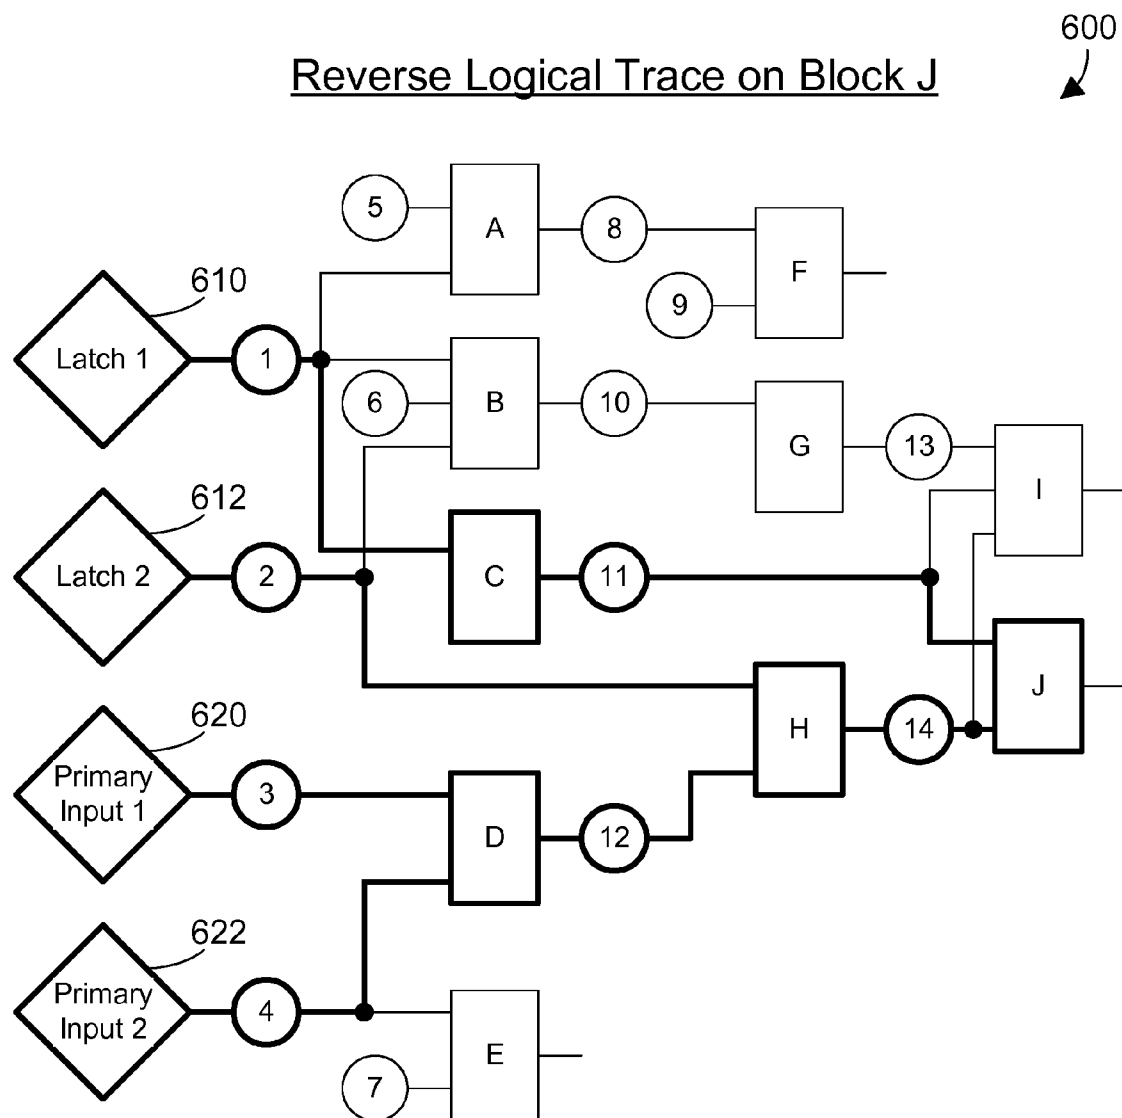 600
Reverse Logical Trace on Block J
5
A
8
F
9
610
Latch 1
1
6
B
10
G
13
I
612
Latch 2
2
C
11
J
H
14
620
Primary
Input 1
3
D
12
622
Primary
Input 2
4
E
7